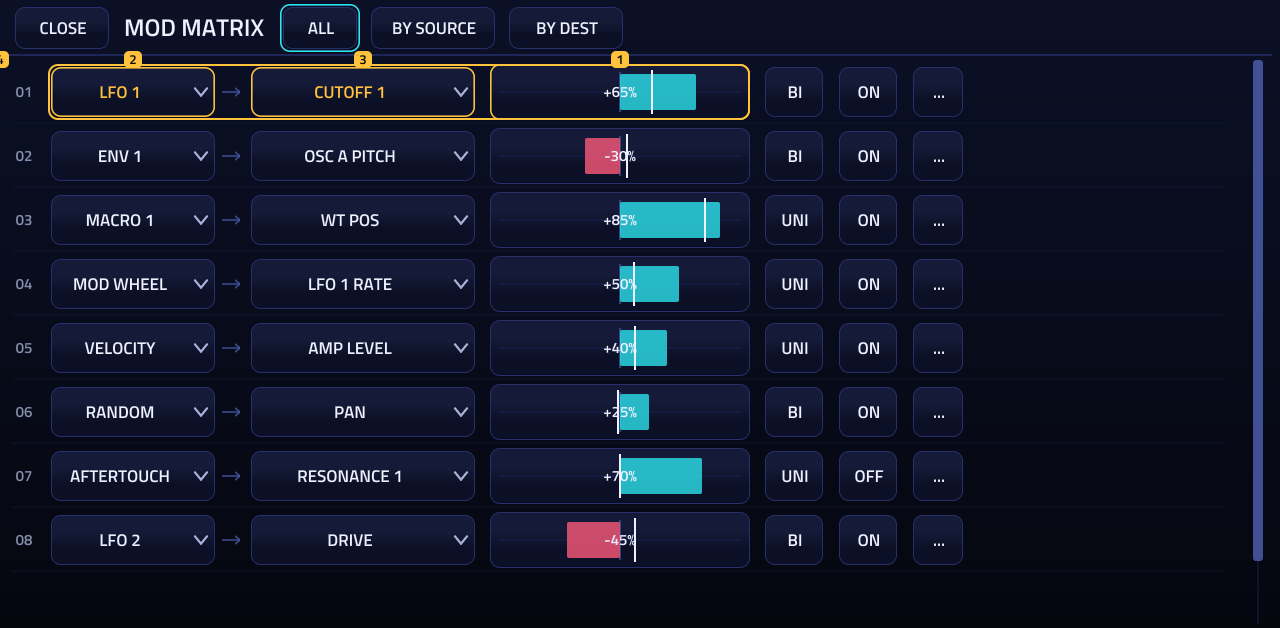 CLOSE MOD MATRIX ALL BY SOURCE BY DEST
4 2 3 1
01 LFO 1 → CUTOFF 1 +65% BI ON ...
02 ENV 1 → OSC A PITCH -30% BI ON ...
03 MACRO 1 → WT POS +85% UNI ON ...
04 MOD WHEEL → LFO 1 RATE +50% UNI ON ...
05 VELOCITY → AMP LEVEL +40% UNI ON ...
06 RANDOM → PAN +25% BI ON ...
07 AFTERTOUCH → RESONANCE 1 +70% UNI OFF ...
08 LFO 2 → DRIVE -45% BI ON ...